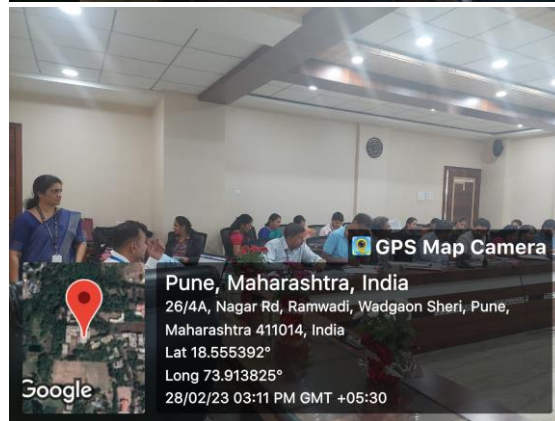 GPS Map Camera
Pune, Maharashtra, India
26/4A, Nagar Rd, Ramwadi, Wadgaon Sheri, Pune,
Maharashtra 411014, India
Lat 18.555392°
Long 73.913825°
28/02/23 03:11 PM GMT +05:30
Google